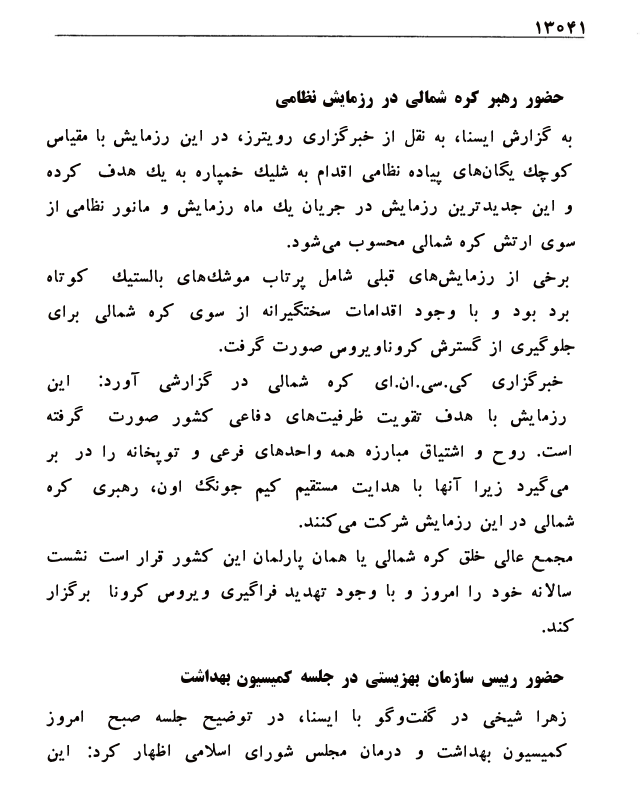 ۱۳۰۴۱
حضور رهبر کره شمالی در رزمایش نظامی
به گزارش ایسنا، به نقل از خبرگزاری رویترز، در این رزمایش با مقیاس
کوچك یگان‌های پیاده نظامی اقدام به شلیك خمپاره به یك هدف کرده
و این جدیدترین رزمایش در جریان یك ماه رزمایش و مانور نظامی از
سوی ارتش کره شمالی محسوب می‌شود.
برخی از رزمایش‌های قبلی شامل پرتاب موشك‌های بالستیك کوتاه
برد بود و با وجود اقدامات سختگیرانه از سوی کره شمالی برای
جلوگیری از گسترش کروناویروس صورت گرفت.
خبرگزاری کی.سی.ان.ای کره شمالی در گزارشی آورد: این
رزمایش با هدف تقویت ظرفیت‌های دفاعی کشور صورت گرفته
است. روح و اشتیاق مبارزه همه واحدهای فرعی و توپخانه را در بر
می‌گیرد زیرا آنها با هدایت مستقیم کیم جونگ اون، رهبری کره
شمالی در این رزمایش شرکت می‌کنند.
مجمع عالی خلق کره شمالی یا همان پارلمان این کشور قرار است نشست
سالانه خود را امروز و با وجود تهدید فراگیری ویروس کرونا برگزار
کند.
حضور رییس سازمان بهزیستی در جلسه کمیسیون بهداشت
زهرا شیخی در گفت‌وگو با ایسنا، در توضیح جلسه صبح امروز
کمیسیون بهداشت و درمان مجلس شورای اسلامی اظهار کرد: این